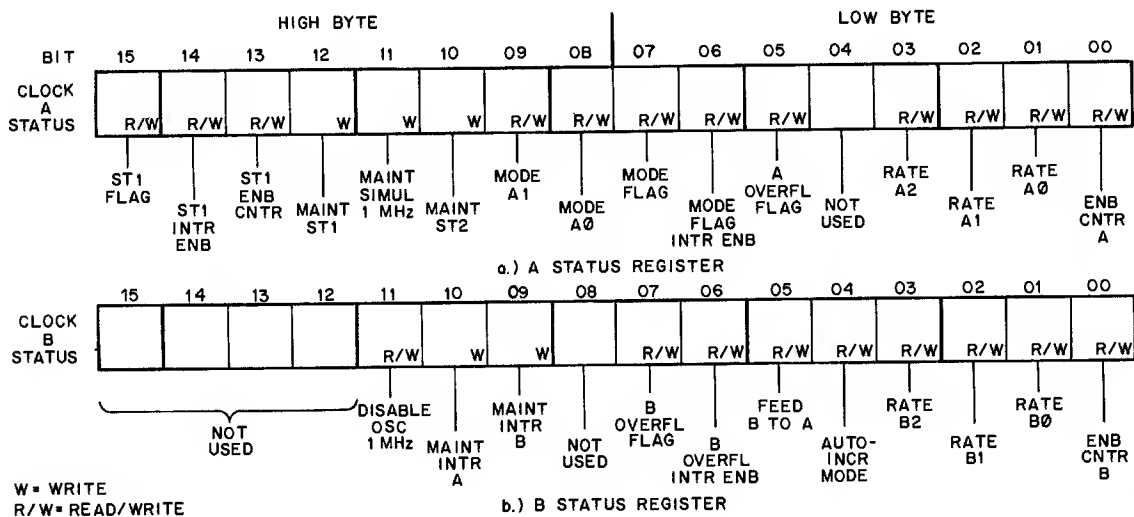 HIGH BYTE LOW BYTE
BIT 15 14 13 12 11 10 09 08 07 06 05 04 03 02 01 00
CLOCK
A
STATUS
R/W R/W R/W W W W R/W R/W R/W R/W R/W R/W R/W R/W R/W
ST1
FLAG
ST1
INTR
ENB
ST1
ENB
CNTR
MAINT
ST1
MAINT
SIMUL
1 MHz
MAINT
ST2
MODE
A1
MODE
AØ
MODE
FLAG
MODE
FLAG
INTR ENB
A
OVERFL
FLAG
NOT
USED
RATE
A2
RATE
A1
RATE
AØ
ENB
CNTR
A
a.) A STATUS REGISTER
15 14 13 12 11 10 09 08 07 06 05 04 03 02 01 00
CLOCK
B
STATUS
R/W W W R/W R/W R/W R/W R/W R/W R/W R/W
NOT
USED
DISABLE
OSC
1 MHz
MAINT
INTR
A
MAINT
INTR
B
NOT
USED
B
OVERFL
FLAG
B
OVERFL
INTR ENB
FEED
B TO A
AUTO-
INCR
MODE
RATE
B2
RATE
B1
RATE
BØ
ENB
CNTR
B
W = WRITE
R/W = READ/WRITE
b.) B STATUS REGISTER